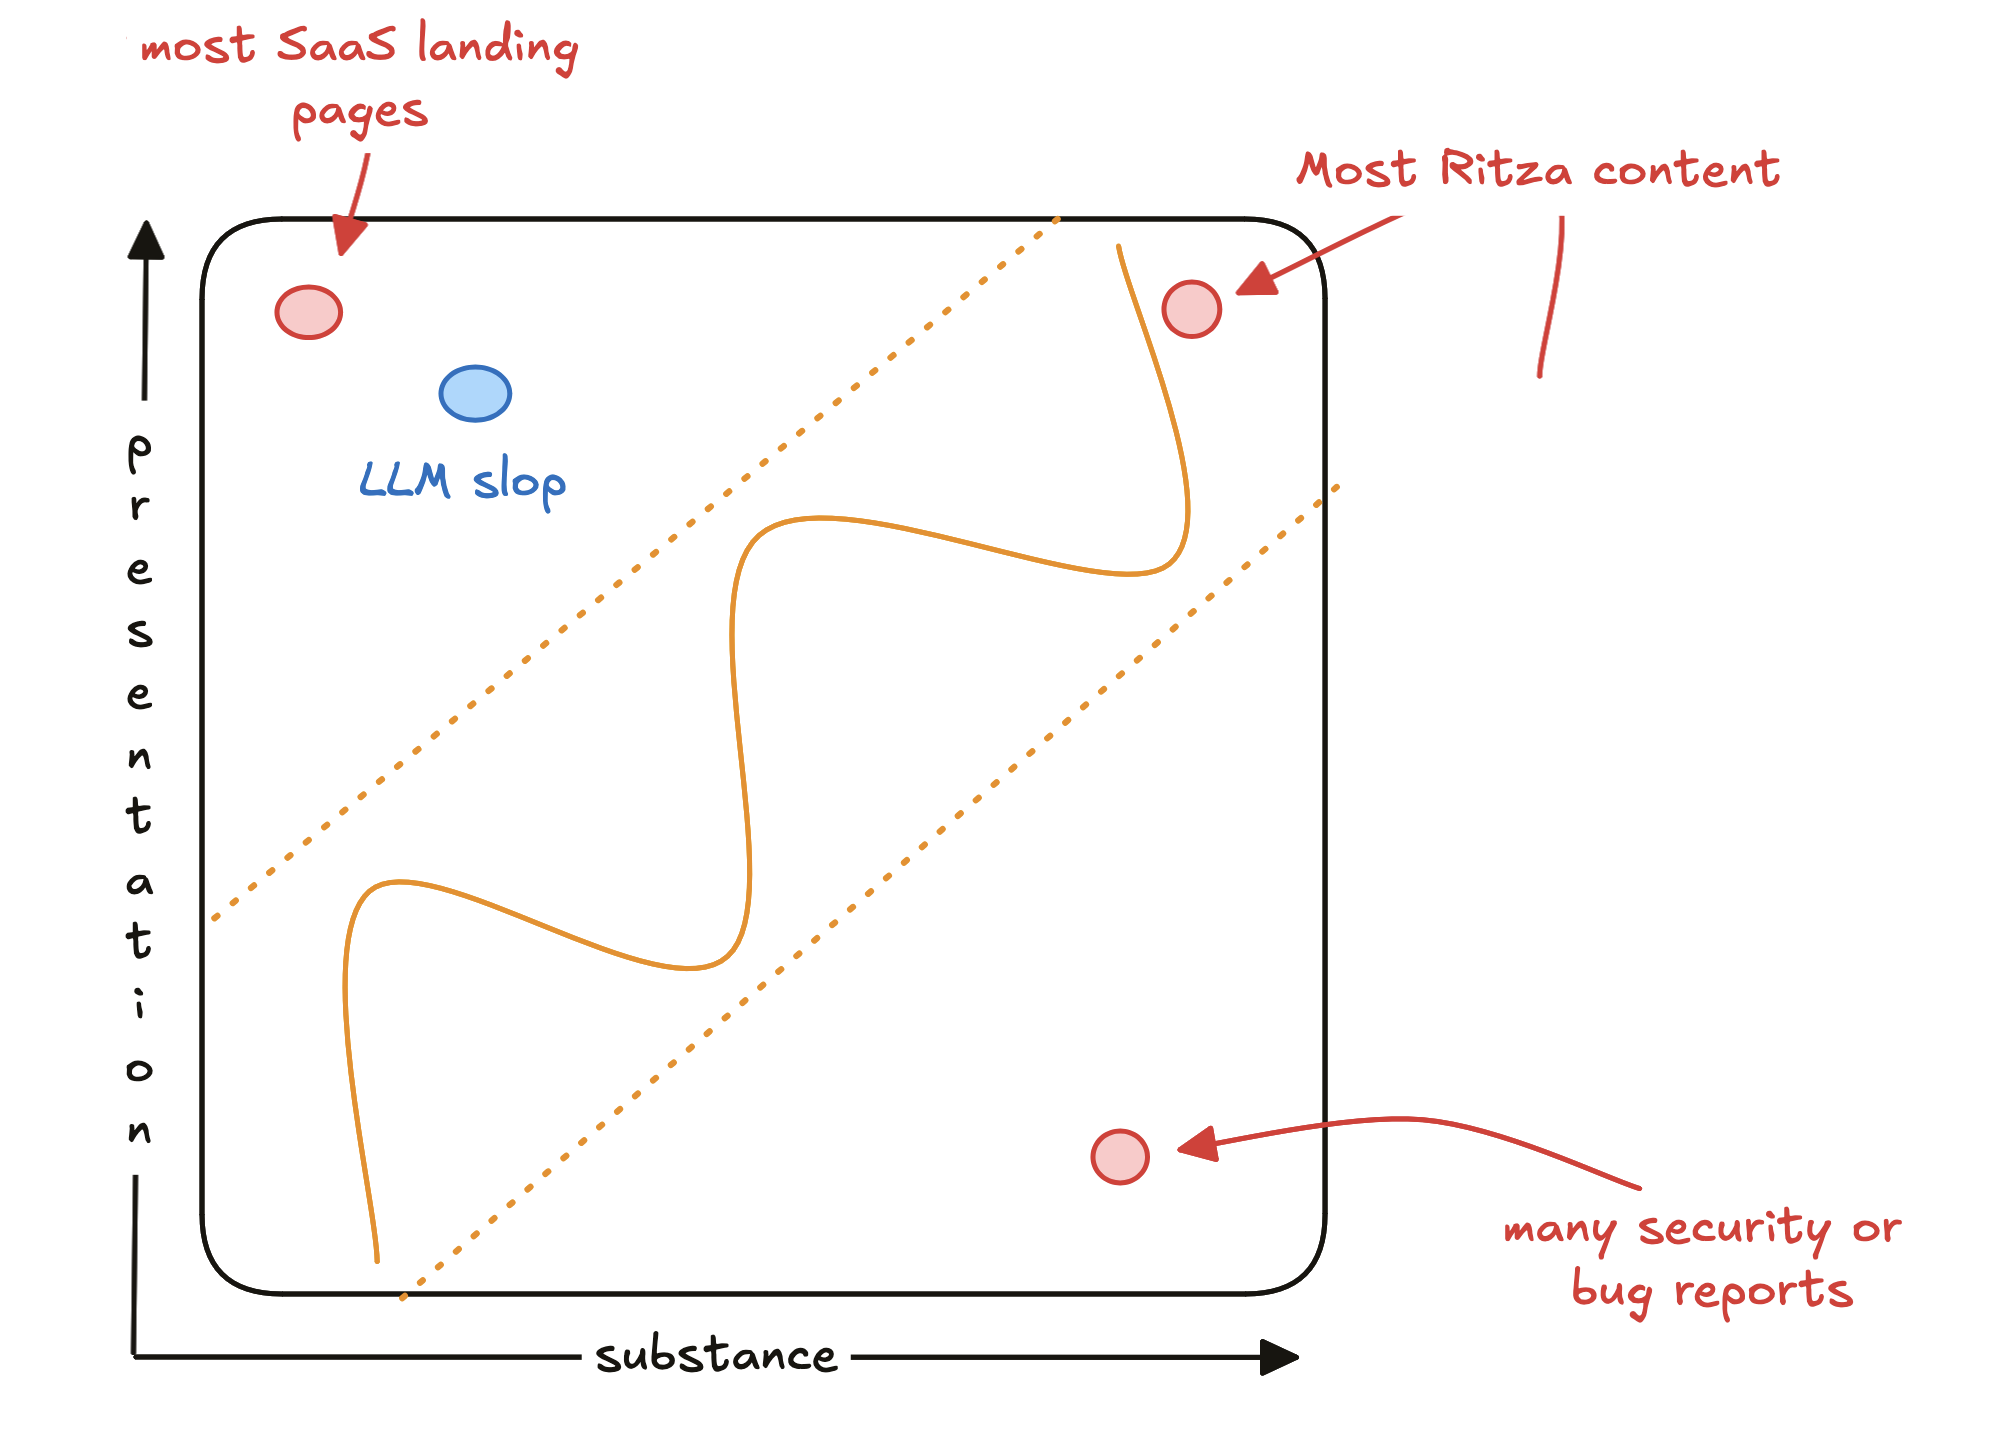 most SaaS landing
pages
Most Ritza content
LLM slop
presentation
many security or
bug reports
substance